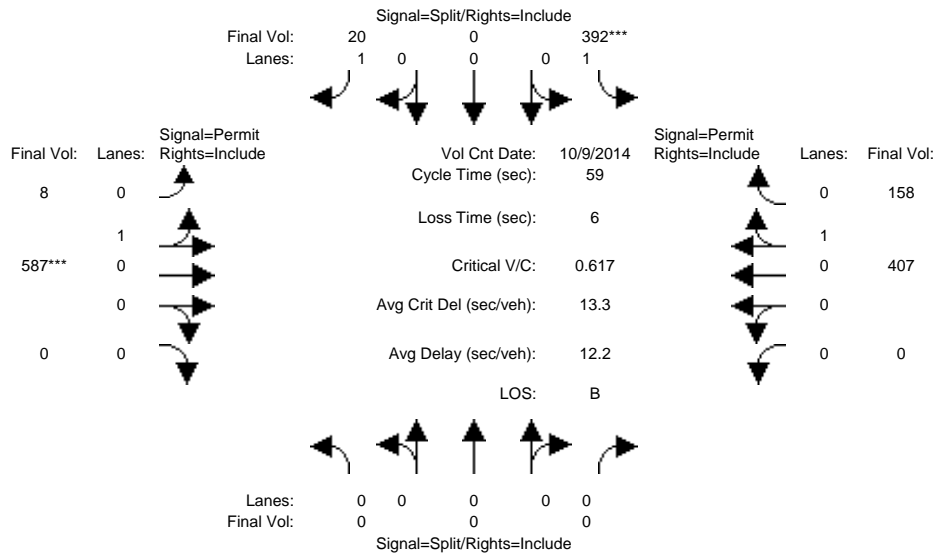 Signal=Split/Rights=Include
Final Vol: 20 0 392***
Lanes: 1 0 0 0 1
Signal=Permit
Final Vol: Lanes: Rights=Include
Vol Cnt Date: 10/9/2014
Signal=Permit
Rights=Include Lanes: Final Vol:
Cycle Time (sec): 59
8 0
0 158
Loss Time (sec): 6
1
1
587*** 0
Critical V/C: 0.617
0 407
0
Avg Crit Del (sec/veh): 13.3
0
0 0
Avg Delay (sec/veh): 12.2
0 0
LOS: B
Lanes: 0 0 0 0 0
Final Vol: 0 0 0
Signal=Split/Rights=Include